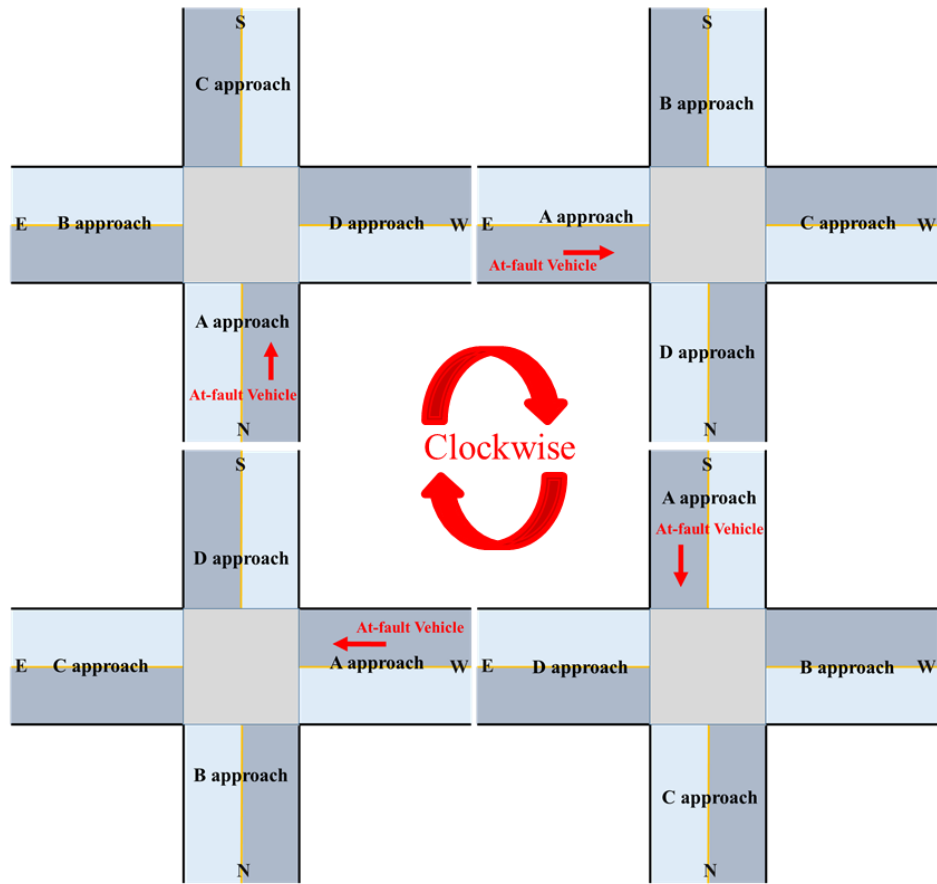 S
C approach
E B approach
D approach W
A approach
At-fault Vehicle
N
S
B approach
E A approach
At-fault Vehicle
C approach W
D approach
N
Clockwise
S
D approach
E C approach
At-fault Vehicle
A approach W
B approach
N
S
A approach
At-fault Vehicle
E D approach
B approach W
C approach
N